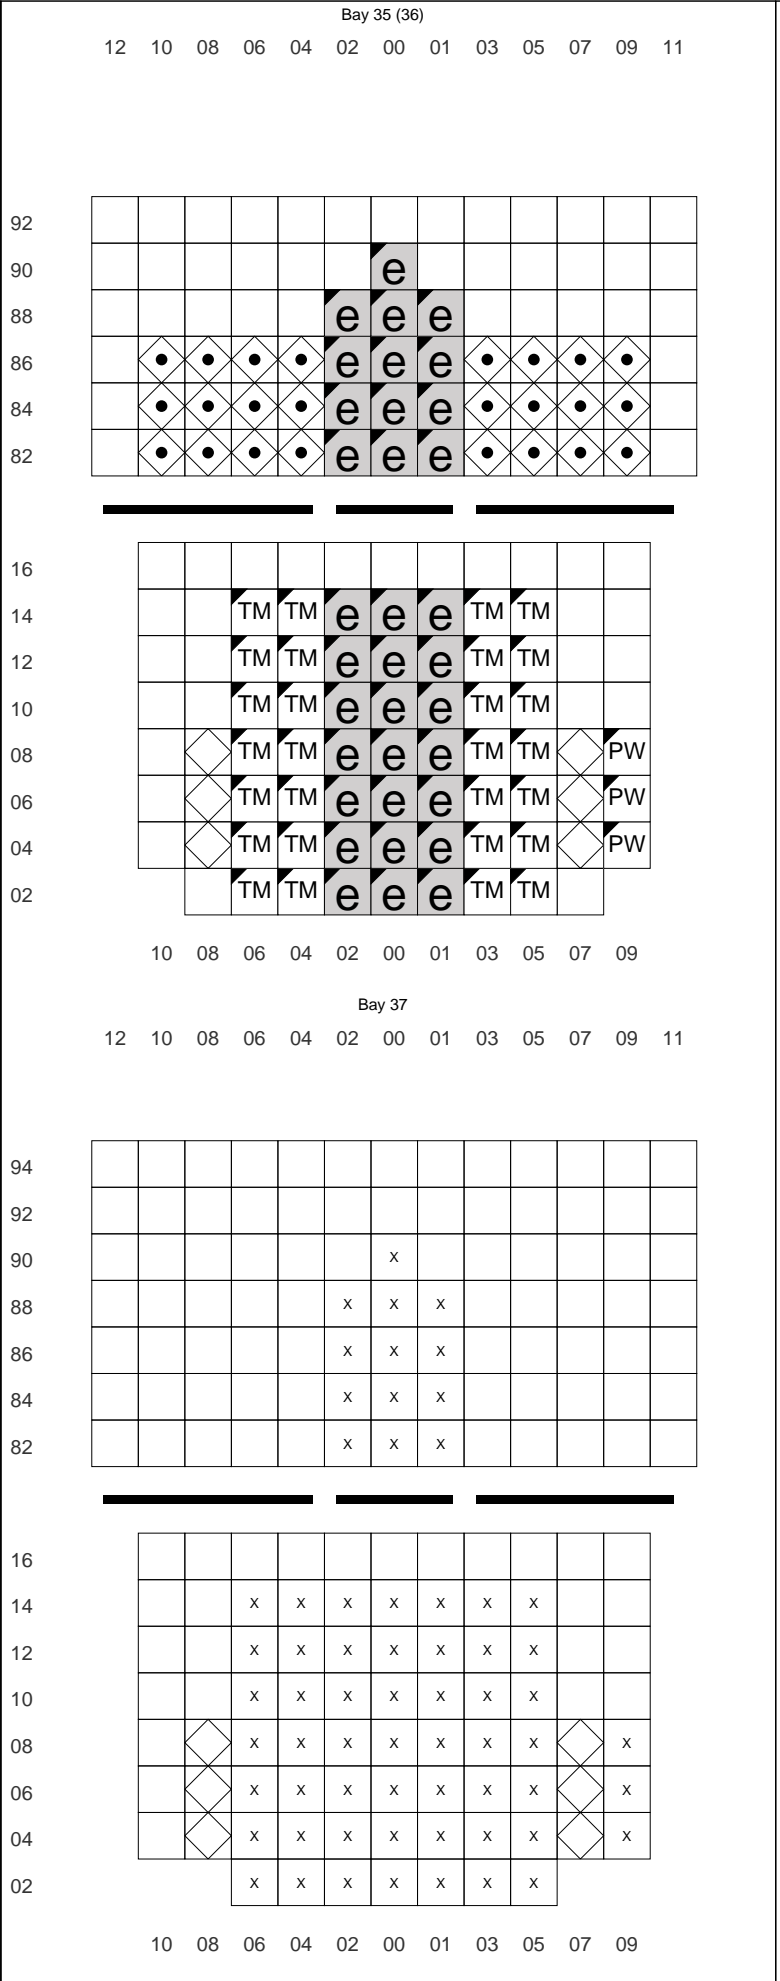 Bay 35 (36)
12 10 08 06 04 02 00 01 03 05 07 09 11
92
90 e
88 e e e
86 e e e
84 e e e
82 e e e
16
14 TM TM e e e TM TM
12 TM TM e e e TM TM
10 TM TM e e e TM TM
08 TM TM e e e TM TM PW
06 TM TM e e e TM TM PW
04 TM TM e e e TM TM PW
02 TM TM e e e TM TM
10 08 06 04 02 00 01 03 05 07 09
Bay 37
12 10 08 06 04 02 00 01 03 05 07 09 11
94
92
90 x
88 x x x
86 x x x
84 x x x
82 x x x
16
14 x x x x x x x
12 x x x x x x x
10 x x x x x x x
08 x x x x x x x x
06 x x x x x x x x
04 x x x x x x x x
02 x x x x x x x
10 08 06 04 02 00 01 03 05 07 09